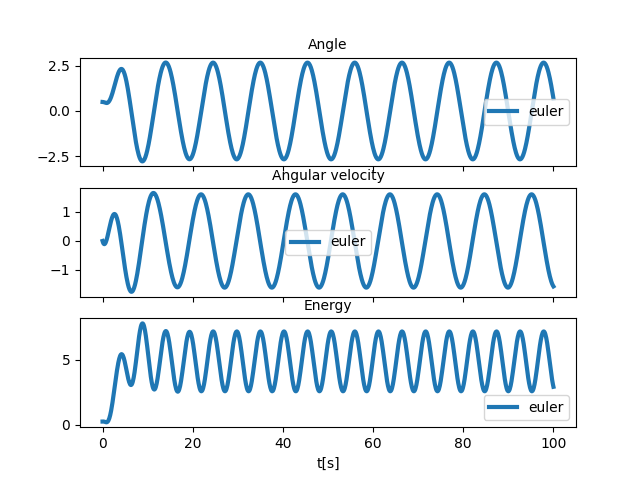 Angle
2.5
0.0
−2.5
euler
Angular velocity
1
0
−1
euler
Energy
5
0
euler
0 20 40 60 80 100
t[s]